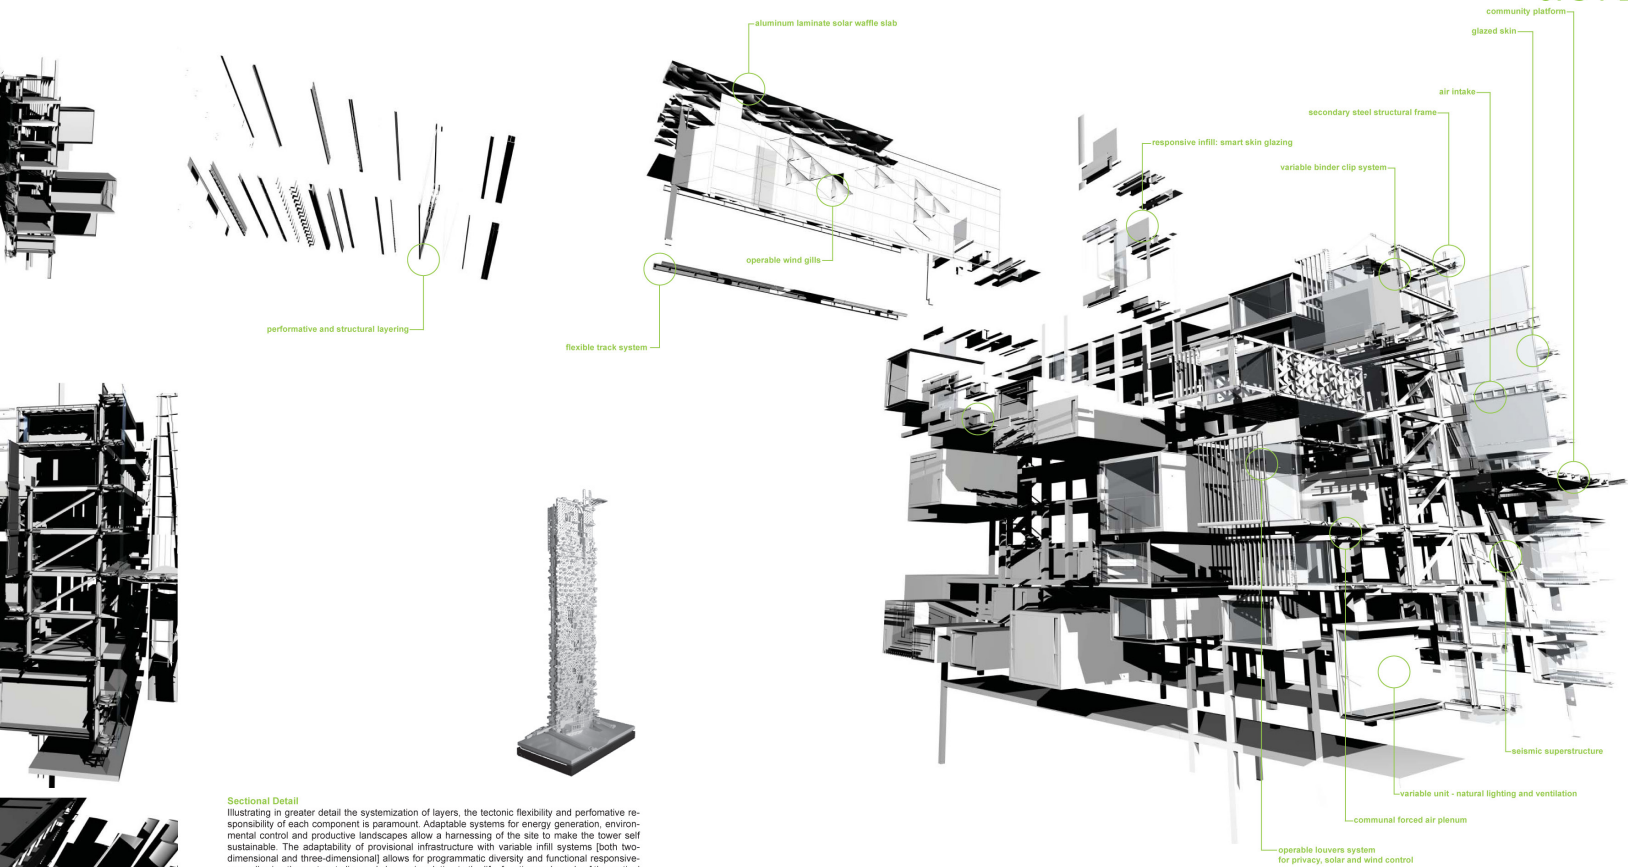 community platform
aluminum laminate solar waffle slab
glazed skin
air intake
secondary steel structural frame
responsive infill: smart skin glazing
variable binder clip system
operable wind gills
performative and structural layering
flexible track system
seismic superstructure
variable unit - natural lighting and ventilation
communal forced air plenum
operable louvers system
for privacy, solar and wind control
Sectional Detail
Illustrating in greater detail the systemization of layers, the tectonic flexibility and perfomative re-
sponsibility of each component is paramount. Adaptable systems for energy generation, environ-
mental control and productive landscapes allow a harnessing of the site to make the tower self
sustainable. The adaptability of provisional infrastructure with variable infill systems [both two-
dimensional and three-dimensional] allows for programmatic diversity and functional responsive-